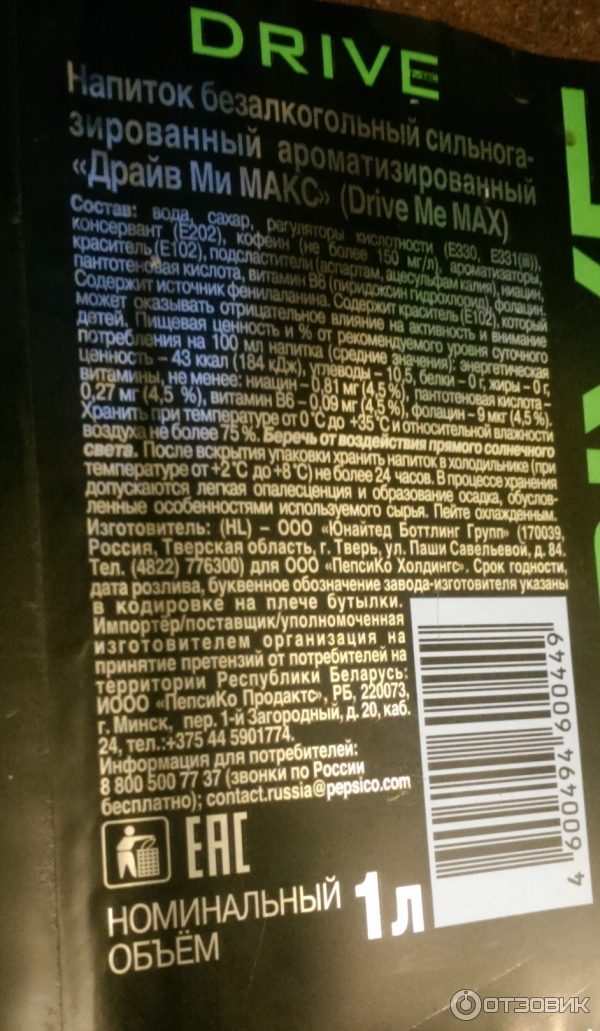 DRIVE
ME
Напиток безалкогольный сильнога-
зированный ароматизированный
«Драйв Ми МАКС» (Drive Me MAX)
Состав: вода, сахар, регуляторы кислотности (Е330, Е331(iii)),
консервант (Е202), кофеин (не более 150 мг/л), ароматизаторы,
краситель (Е102), подсластители (аспартам, ацесульфам калия), ниацин,
пантотеновая кислота, витамин В6 (пиридоксин гидрохлорид), фолацин.
Содержит источник фенилаланина. Содержит краситель (Е102), который
может оказывать отрицательное влияние на активность и внимание
детей. Пищевая ценность и % от рекомендуемого уровня суточного
потребления на 100 мл напитка (средние значения): энергетическая
ценность – 43 ккал (184 кДж), углеводы – 10,5, белки – 0 г, жиры – 0 г,
витамины, не менее: ниацин – 0,81 мг (4,5 %), пантотеновая кислота –
0,27 мг (4,5 %), витамин В6 – 0,09 мг (4,5 %), фолацин – 9 мкг (4,5 %).
Хранить при температуре от 0°С до +35°С и относительной влажности
воздуха не более 75%. Беречь от воздействия прямого солнечного
света. После вскрытия упаковки хранить напиток в холодильнике (при
температуре от +2°С до +8°С) не более 24 часов. В процессе хранения
допускаются легкая опалесценция и образование осадка, обуслов-
ленные особенностями используемого сырья. Пейте охлажденным.
Изготовитель: (HL) – ООО «Юнайтед Боттлинг Групп» (170039,
Россия, Тверская область, г. Тверь, ул. Паши Савельевой, д. 84.
Тел. (4822) 776300) для ООО «ПепсиКо Холдингс». Срок годности,
дата розлива, буквенное обозначение завода-изготовителя указаны
в кодировке на плече бутылки.
Импортёр/поставщик/уполномоченная
изготовителем организация на
принятие претензий от потребителей на
территории Республики Беларусь:
ИООО «ПепсиКо Продактс», РБ, 220073,
г. Минск, пер. 1-й Загородный, д. 20, каб.
24, тел.:+375 44 5901774.
Информация для потребителей:
8 800 500 77 37 (звонки по России
бесплатно); contact.russia@pepsico.com
ЕАС
НОМИНАЛЬНЫЙ
ОБЪЁМ
1 л
4 600494 600449
ОТЗОВИК